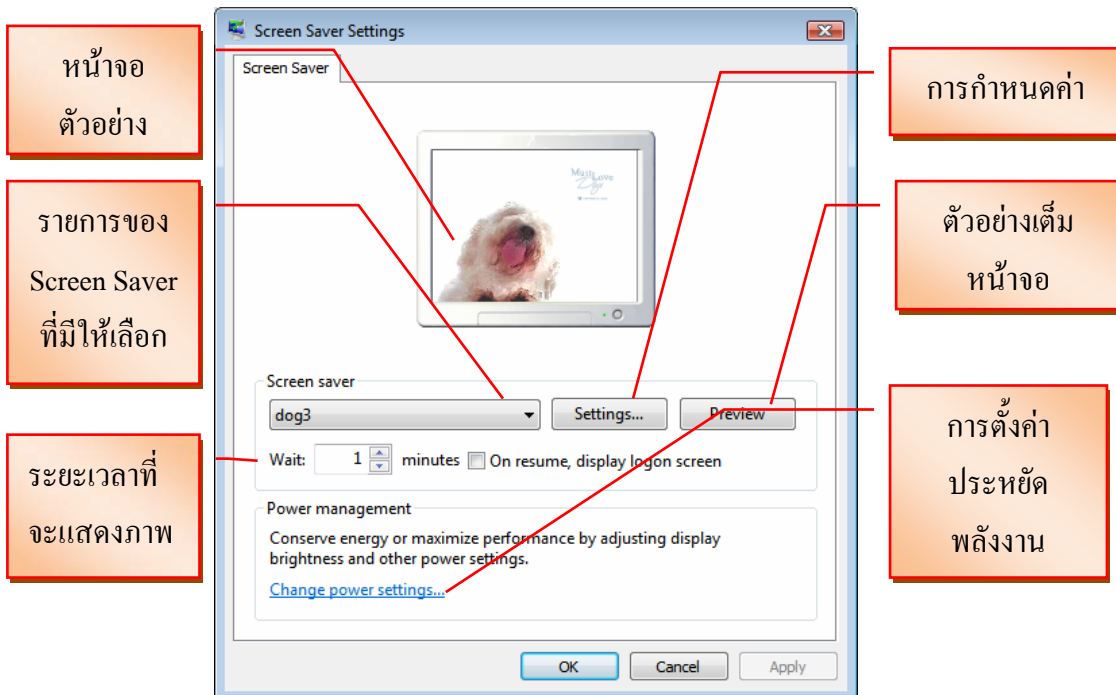 Screen Saver Settings
Screen Saver
หน้าจอ
ตัวอย่าง
รายการของ
Screen Saver
ที่มีให้เลือก
ระยะเวลาที่
จะแสดงภาพ
การกำหนดค่า
ตัวอย่างเต็ม
หน้าจอ
การตั้งค่า
ประหยัด
พลังงาน
Must Love
Dogs
Screen saver
dog3
Settings...
Preview
Wait:
1
minutes
On resume, display logon screen
Power management
Conserve energy or maximize performance by adjusting display
brightness and other power settings.
Change power settings...
OK
Cancel
Apply